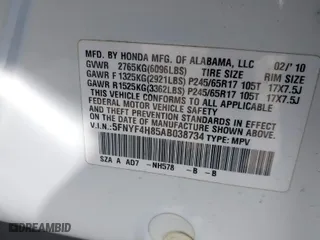 MFD. BY HONDA MFG. OF ALABAMA, LLC 02/'10
GVWR 2765KG(6096LBS) TIRE SIZE RIM SIZE
GAWR F 1325KG(2921LBS) P245/65R17 105T 17X7.5J
GAWR R 1525KG(3362LBS) P245/65R17 105T 17X7.5J
THIS VEHICLE CONFORMS TO ALL APPLICABLE
FEDERAL MOTOR VEHICLE SAFETY AND
THEFT PREVENTION STANDARDS IN EFFECT ON
THE DATE OF MANUFACTURE SHOWN ABOVE.
V.I.N.: 5FNYF4H85AB038734 TYPE: MPV
SZA A AD7 -NH578 - B - B
DREAMBID